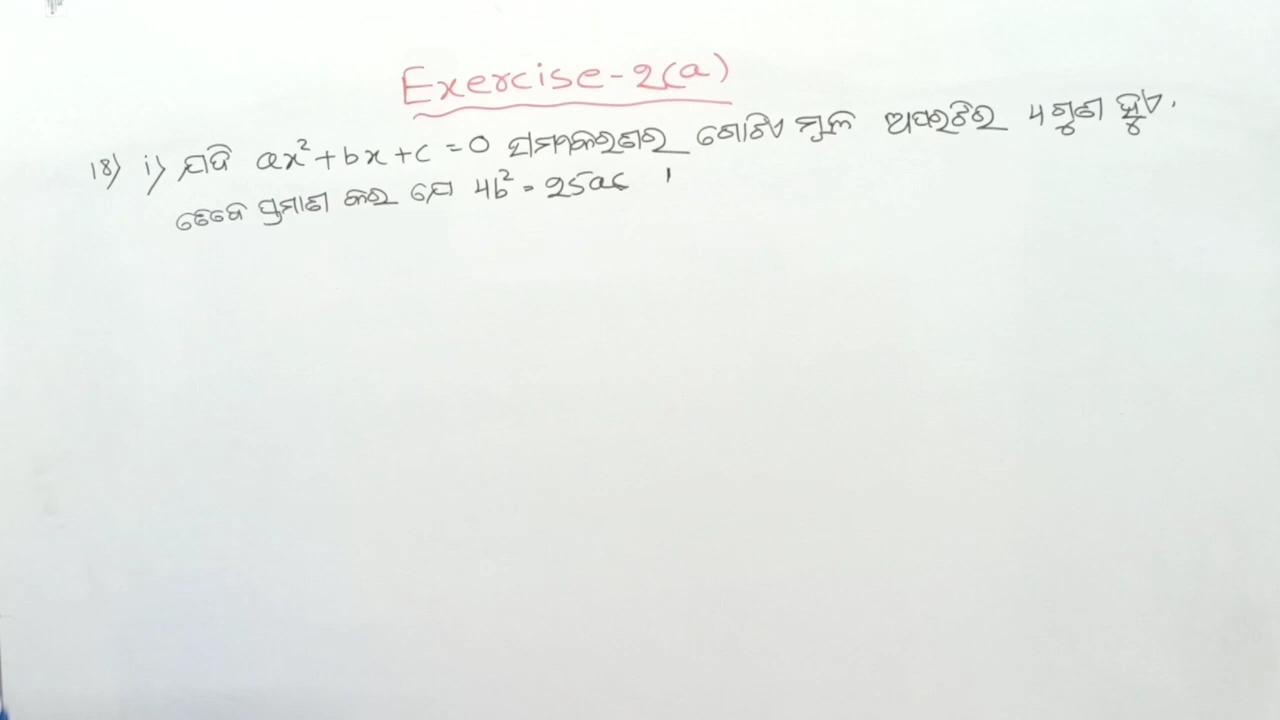 Exercise-2(a)
18) i) ଯଦି ax²+bx+c=0 ସମୀକରଣର ଗୋଟିଏ ମୂଳ ଅପରଟିର 4 ଗୁଣ ହୁଏ.
ତେବେ ପ୍ରମାଣ କର ଯେ 4b² = 25ac ।